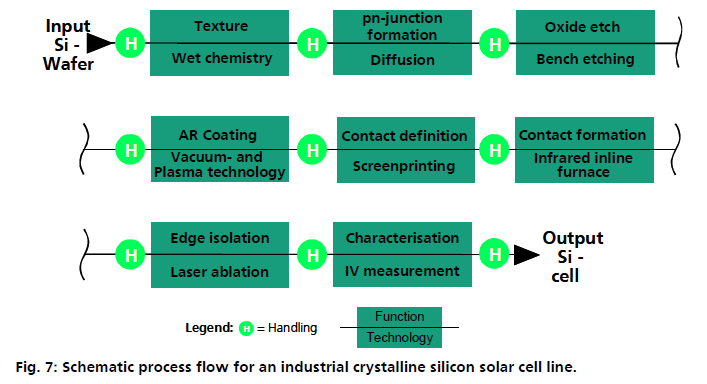 Input
Si -
Wafer
H
Texture
Wet chemistry
H
pn-junction
formation
Diffusion
H
Oxide etch
Bench etching
H
AR Coating
Vacuum- and
Plasma technology
H
Contact definition
Screenprinting
H
Contact formation
Infrared inline
furnace
H
Edge isolation
Laser ablation
H
Characterisation
IV measurement
H
Output
Si -
cell
Legend: H = Handling
Function
Technology
Fig. 7: Schematic process flow for an industrial crystalline silicon solar cell line.